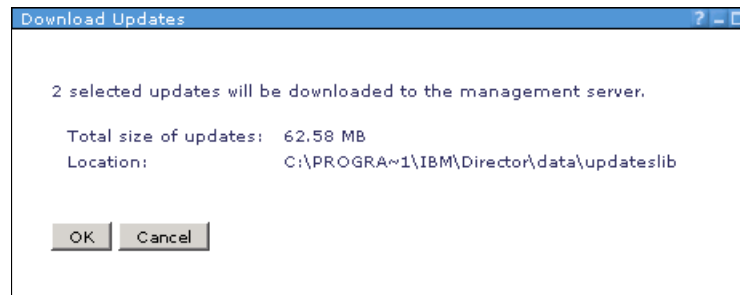 Download Updates
2 selected updates will be downloaded to the management server.
Total size of updates: 62.58 MB
Location: C:\PROGRA~1\IBM\Director\data\updateslib
OK Cancel